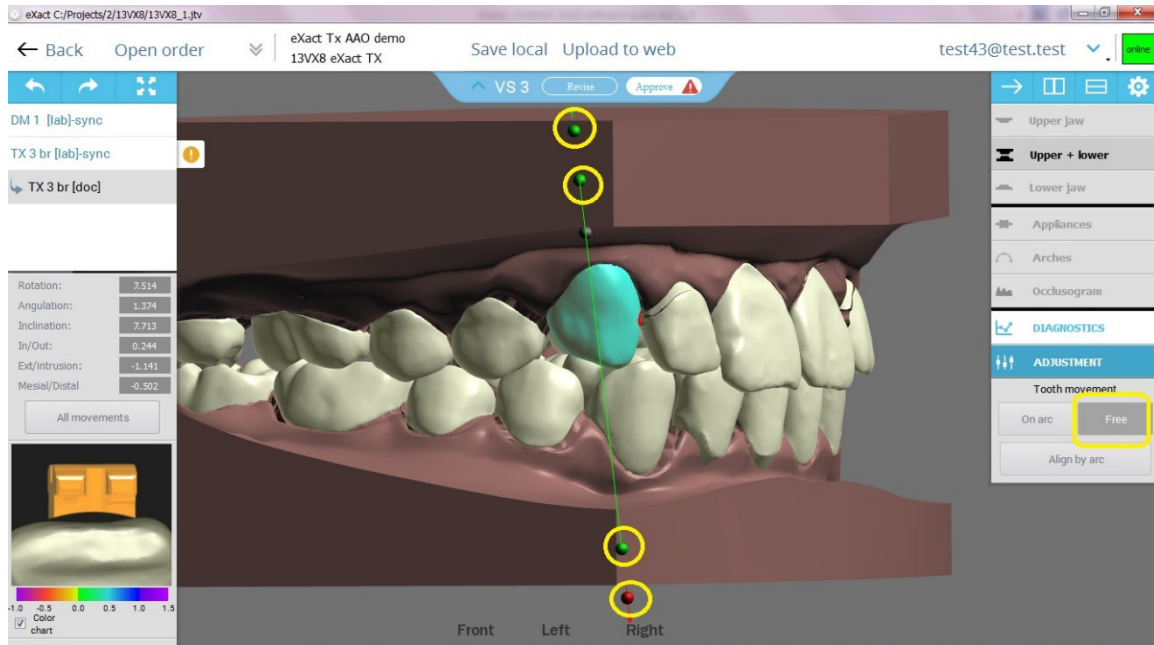 eXact C:/Projects/2/13VX8/13VX8_1.jtv
Back
Open order
eXact Tx AAO demo
13VX8 eXact TX
Save local
Upload to web
test43@test.test
online
VS 3
Revise
Approve
DM 1 [lab]-sync
TX 3 br [lab]-sync
TX 3 br [doc]
Rotation: 7.514
Angulation: 1.374
Inclination: 7.713
In/Out: 0.244
Ext/intrusion: -1.141
Mesial/Distal -0.502
All movements
-1.0 -0.5 0.0 0.5 1.0 1.5
Color
chart
Front Left Right
Upper jaw
Upper + lower
Lower jaw
Appliances
Arches
Occlusogram
DIAGNOSTICS
ADJUSTMENT
Tooth movement
On arc
Free
Align by arc